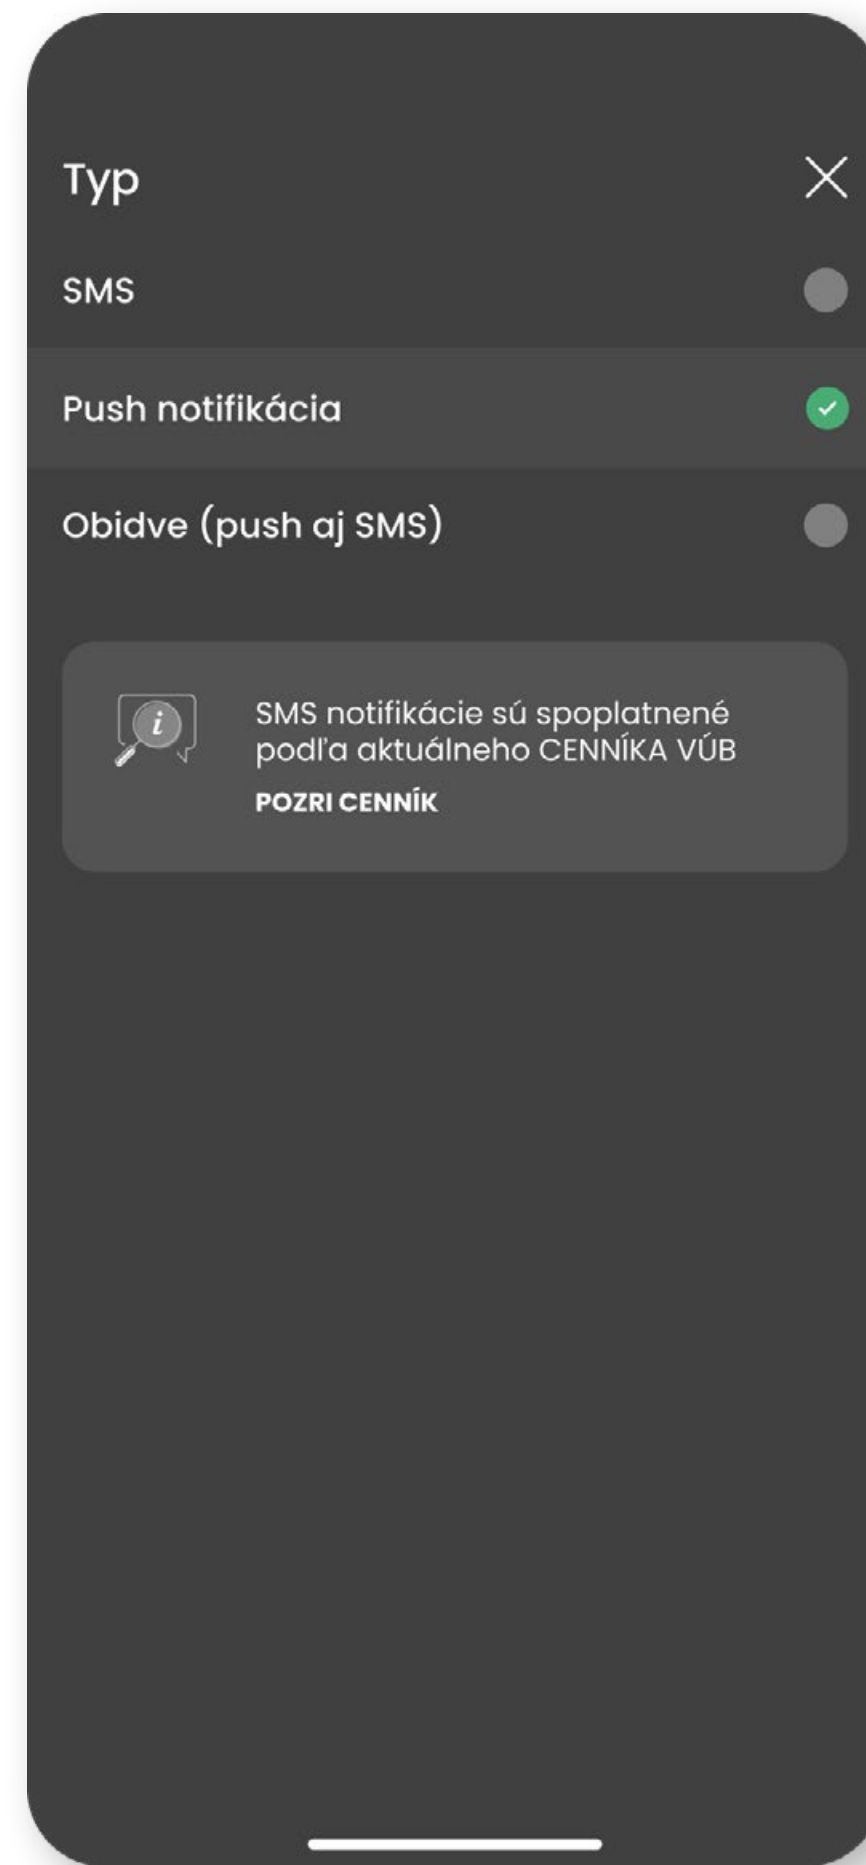 Typ
SMS
Push notifikácia
Obidve (push aj SMS)
i
SMS notifikácie sú spoplatnené
podľa aktuálneho CENNÍKA VÚB
POZRI CENNÍK